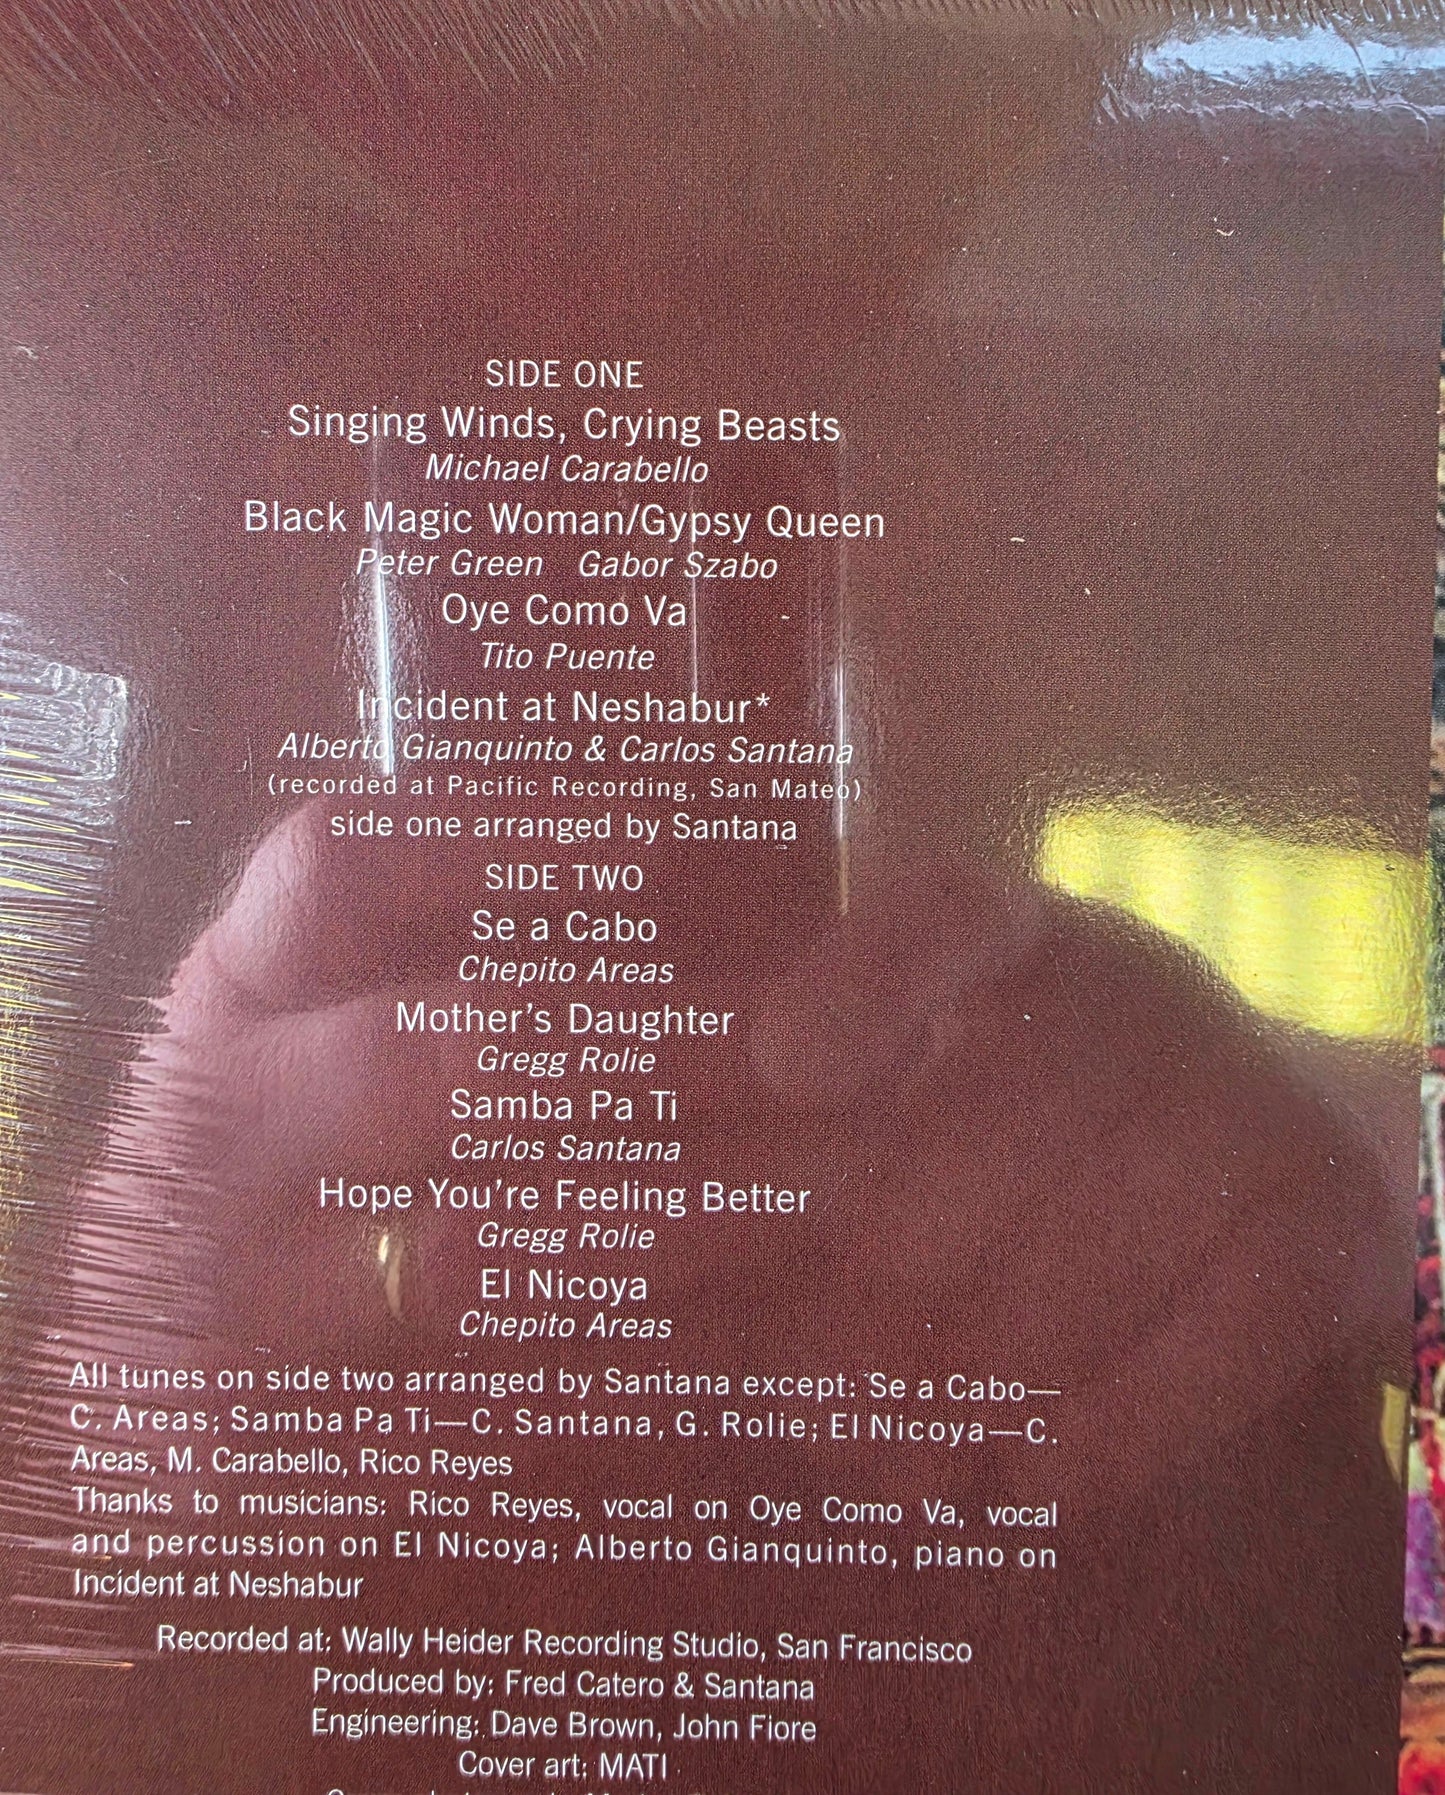 SIDE ONE
Singing Winds, Crying Beasts
Michael Carabello
Black Magic Woman/Gypsy Queen
Peter Green Gabor Szabo
Oye Como Va
Tito Puente
Incident at Neshabur*
Alberto Gianquinto & Carlos Santana
(recorded at Pacific Recording, San Mateo)
side one arranged by Santana
SIDE TWO
Se a Cabo
Chepito Areas
Mother's Daughter
Gregg Rolie
Samba Pa Ti
Carlos Santana
Hope You're Feeling Better
Gregg Rolie
El Nicoya
Chepito Areas
All tunes on side two arranged by Santana except: Se a Cabo—
C. Areas; Samba Pa Ti—C. Santana, G. Rolie; El Nicoya—C.
Areas, M. Carabello, Rico Reyes
Thanks to musicians: Rico Reyes, vocal on Oye Como Va, vocal
and percussion on El Nicoya; Alberto Gianquinto, piano on
Incident at Neshabur
Recorded at: Wally Heider Recording Studio, San Francisco
Produced by: Fred Catero & Santana
Engineering: Dave Brown, John Fiore
Cover art: MATI